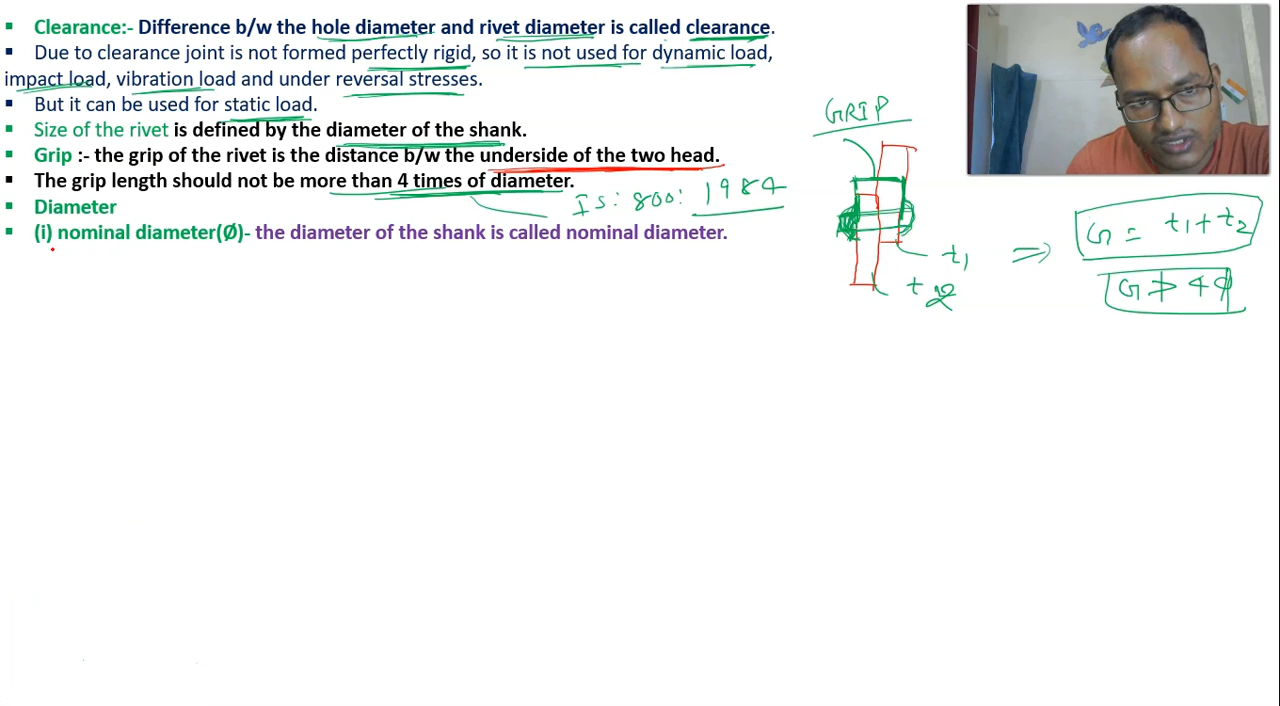 ▪ Clearance:- Difference b/w the hole diameter and rivet diameter is called clearance.
▪ Due to clearance joint is not formed perfectly rigid, so it is not used for dynamic load,
impact load, vibration load and under reversal stresses.
▪ But it can be used for static load.
▪ Size of the rivet is defined by the diameter of the shank.
▪ Grip :- the grip of the rivet is the distance b/w the underside of the two head.
▪ The grip length should not be more than 4 times of diameter.
IS: 800: 1984
▪ Diameter
▪ (i) nominal diameter(Ø)- the diameter of the shank is called nominal diameter.
GRIP
t1
t2
⇒ G = t1 + t2
G ≯ 4ϕ